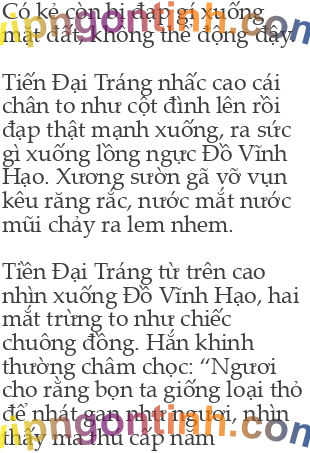 Có kẻ còn bị đạp gí xuống
mặt đất, không thể động đậy.
Tiến Đại Tráng nhấc cao cái
chân to như cột đình lên rồi
đạp thật mạnh xuống, ra sức
gì xuống lồng ngực Đồ Vĩnh
Hạo. Xương sườn gã vỡ vụn
kêu răng rắc, nước mắt nước
mũi chảy ra lem nhem.
Tiền Đại Tráng từ trên cao
nhìn xuống Đồ Vĩnh Hạo, hai
mắt trừng to như chiếc
chuông đồng. Hắn khinh
thường châm chọc: “Ngươi
cho rằng bọn ta giống loại thỏ
đế nhát gan như ngươi, nhìn
thấy ma thú cấp năm
vipngontinh.com
vipngontinh.com